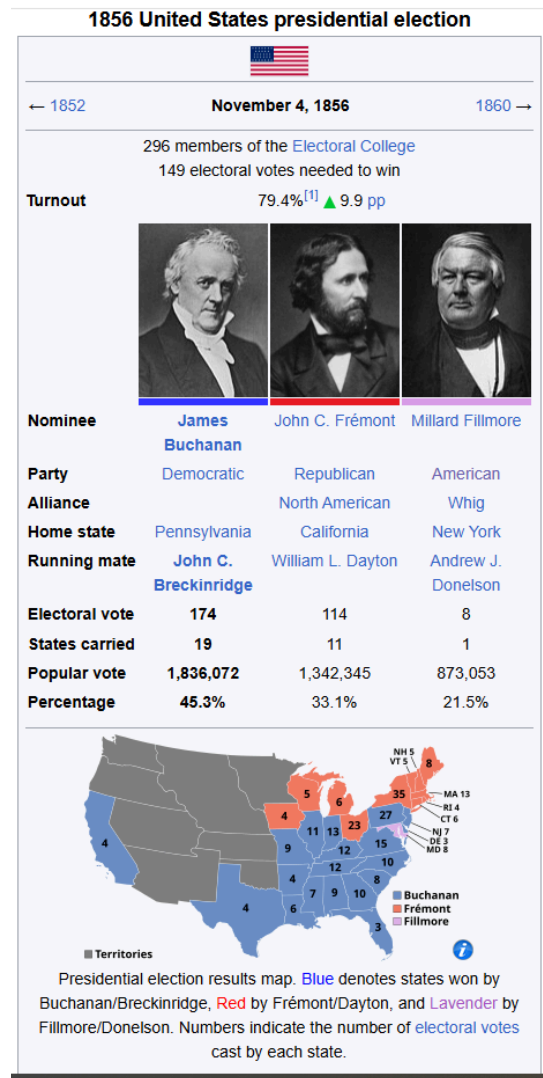 1856 United States presidential election
← 1852 November 4, 1856 1860 →
296 members of the Electoral College
149 electoral votes needed to win
Turnout 79.4%[1] ▲ 9.9 pp
Nominee James Buchanan John C. Frémont Millard Fillmore
Party Democratic Republican American
Alliance North American Whig
Home state Pennsylvania California New York
Running mate John C. Breckinridge William L. Dayton Andrew J. Donelson
Electoral vote 174 114 8
States carried 19 11 1
Popular vote 1,836,072 1,342,345 873,053
Percentage 45.3% 33.1% 21.5%
NH 5
VT 5
8
5
6
35
MA 13
RI 4
CT 6
4
23
27
NJ 7
DE 3
MD 8
4
9
11
13
12
15
10
12
4
8
7
9
10
4
6
3
Buchanan
Frémont
Fillmore
Territories
i
Presidential election results map. Blue denotes states won by
Buchanan/Breckinridge, Red by Frémont/Dayton, and Lavender by
Fillmore/Donelson. Numbers indicate the number of electoral votes
cast by each state.